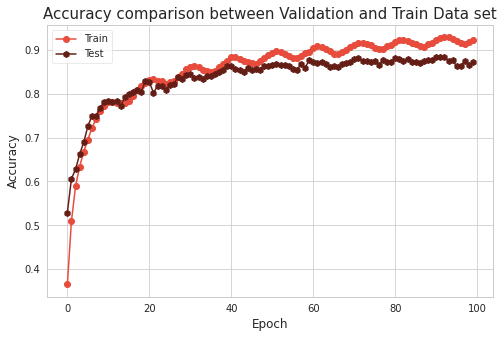 Accuracy comparison between Validation and Train Data set
Train
Test
Accuracy
0.9
0.8
0.7
0.6
0.5
0.4
0
20
40
60
80
100
Epoch